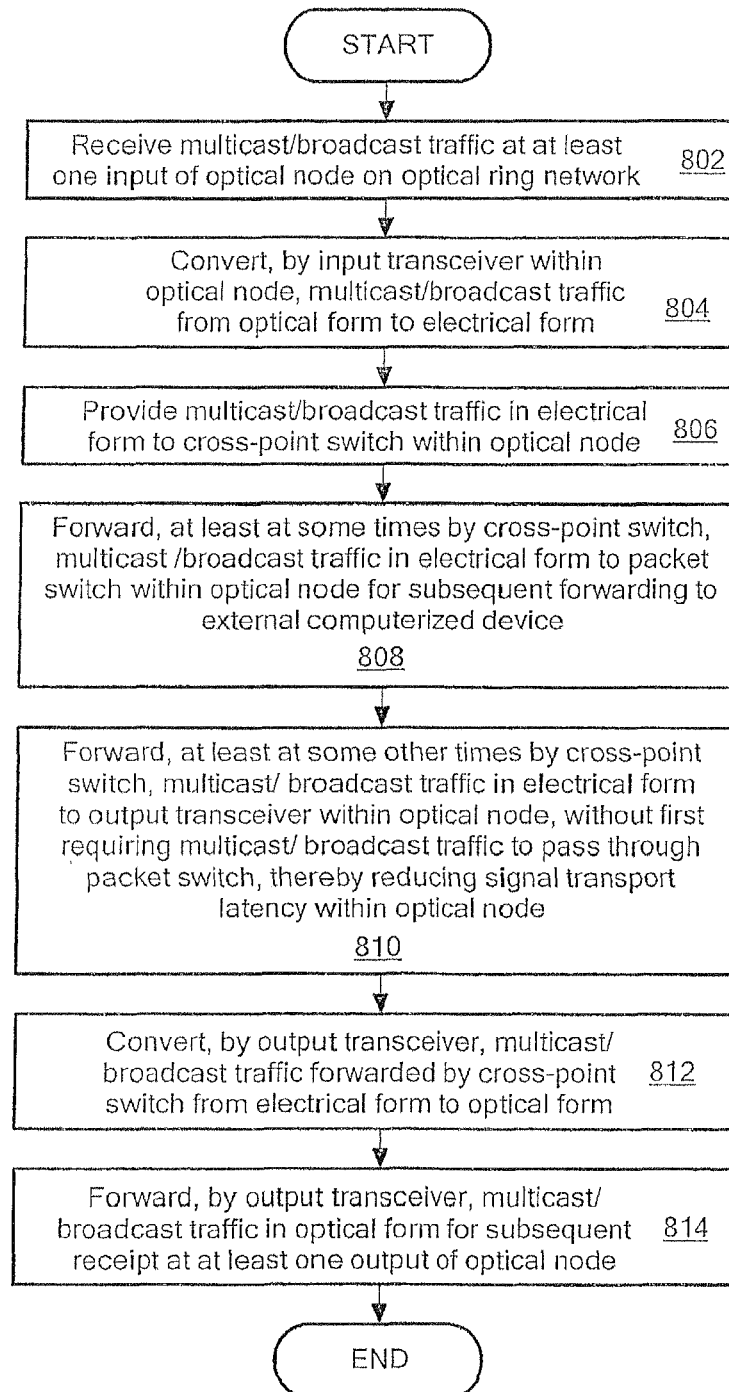 START
Receive multicast/broadcast traffic at at least 802
one input of optical node on optical ring network
Convert, by input transceiver within
optical node, multicast/broadcast traffic 804
from optical form to electrical form
Provide multicast/broadcast traffic in electrical 806
form to cross-point switch within optical node
Forward, at least at some times by cross-point switch,
multicast /broadcast traffic in electrical form to packet
switch within optical node for subsequent forwarding to
external computerized device
808
Forward, at least at some other times by cross-point
switch, multicast/ broadcast traffic in electrical form
to output transceiver within optical node, without first
requiring multicast/ broadcast traffic to pass through
packet switch, thereby reducing signal transport
latency within optical node
810
Convert, by output transceiver, multicast/
broadcast traffic forwarded by cross-point 812
switch from electrical form to optical form
Forward, by output transceiver, multicast/
broadcast traffic in optical form for subsequent 814
receipt at at least one output of optical node
END